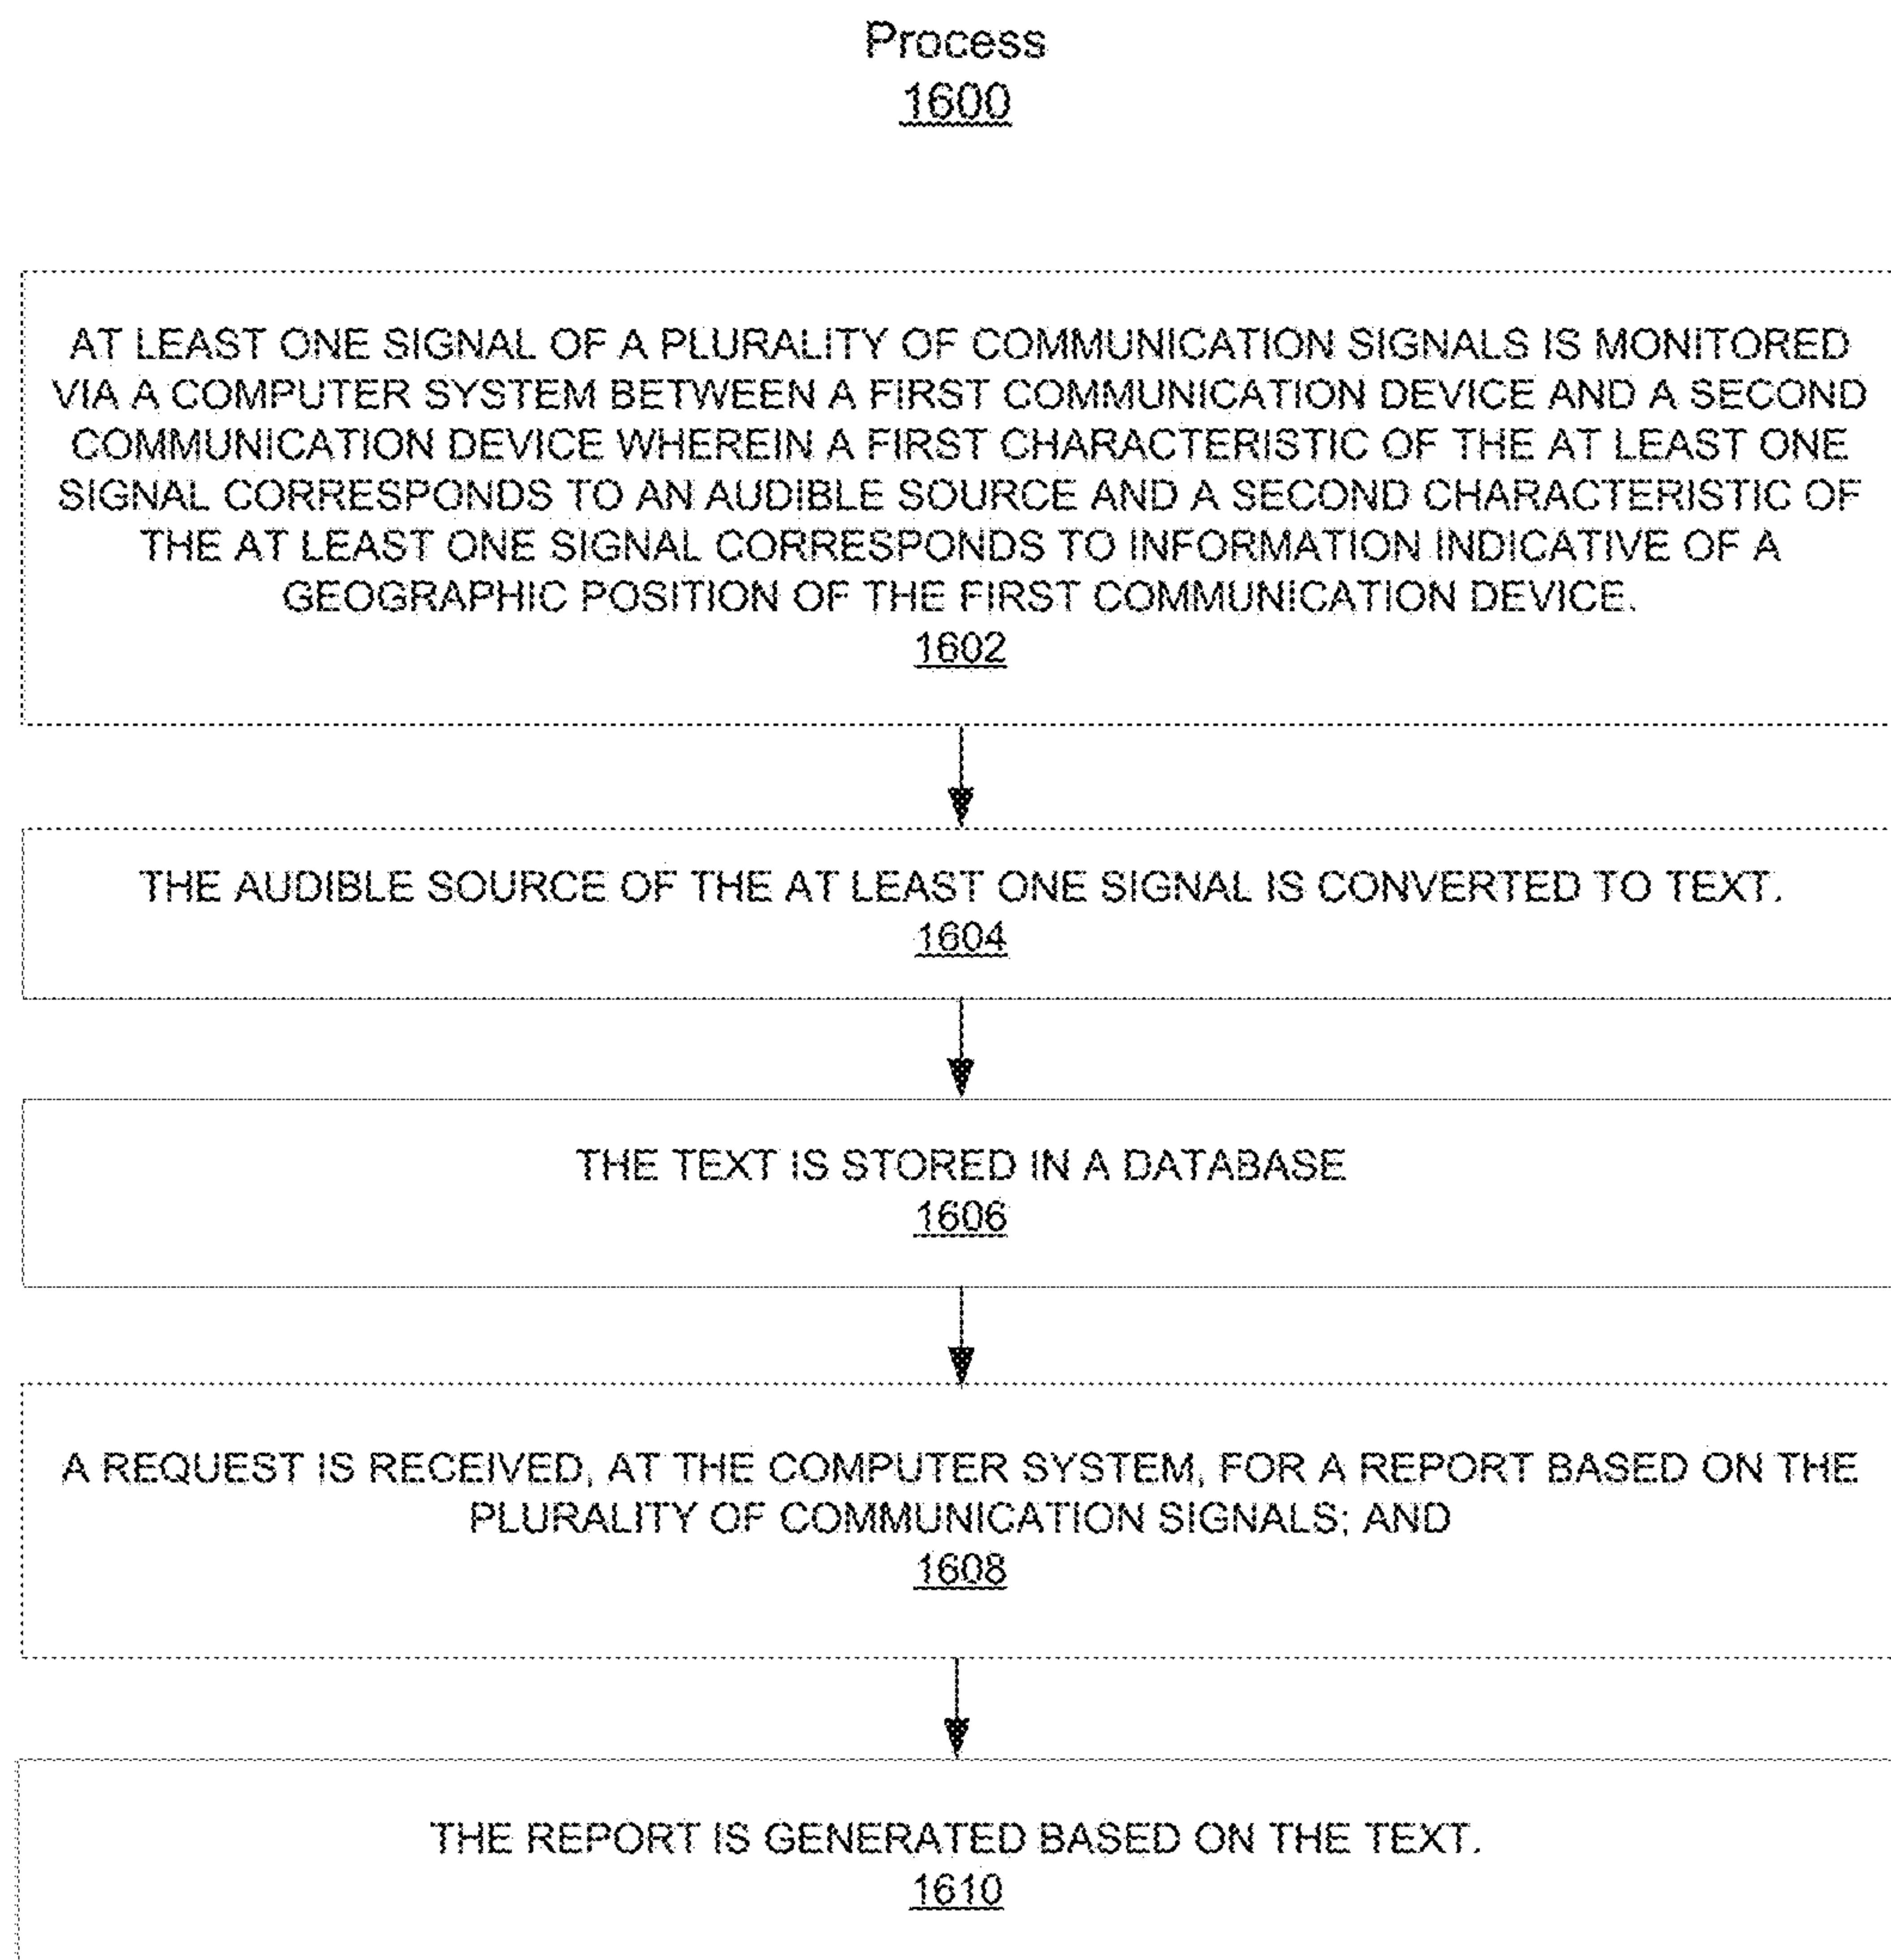 Process
1600
AT LEAST ONE SIGNAL OF A PLURALITY OF COMMUNICATION SIGNALS IS MONITORED
VIA A COMPUTER SYSTEM BETWEEN A FIRST COMMUNICATION DEVICE AND A SECOND
COMMUNICATION DEVICE WHEREIN A FIRST CHARACTERISTIC OF THE AT LEAST ONE
SIGNAL CORRESPONDS TO AN AUDIBLE SOURCE AND A SECOND CHARACTERISTIC OF
THE AT LEAST ONE SIGNAL CORRESPONDS TO INFORMATION INDICATIVE OF A
GEOGRAPHIC POSITION OF THE FIRST COMMUNICATION DEVICE.
1602
THE AUDIBLE SOURCE OF THE AT LEAST ONE SIGNAL IS CONVERTED TO TEXT.
1604
THE TEXT IS STORED IN A DATABASE
1606
A REQUEST IS RECEIVED, AT THE COMPUTER SYSTEM, FOR A REPORT BASED ON THE
PLURALITY OF COMMUNICATION SIGNALS; AND
1608
THE REPORT IS GENERATED BASED ON THE TEXT.
1610